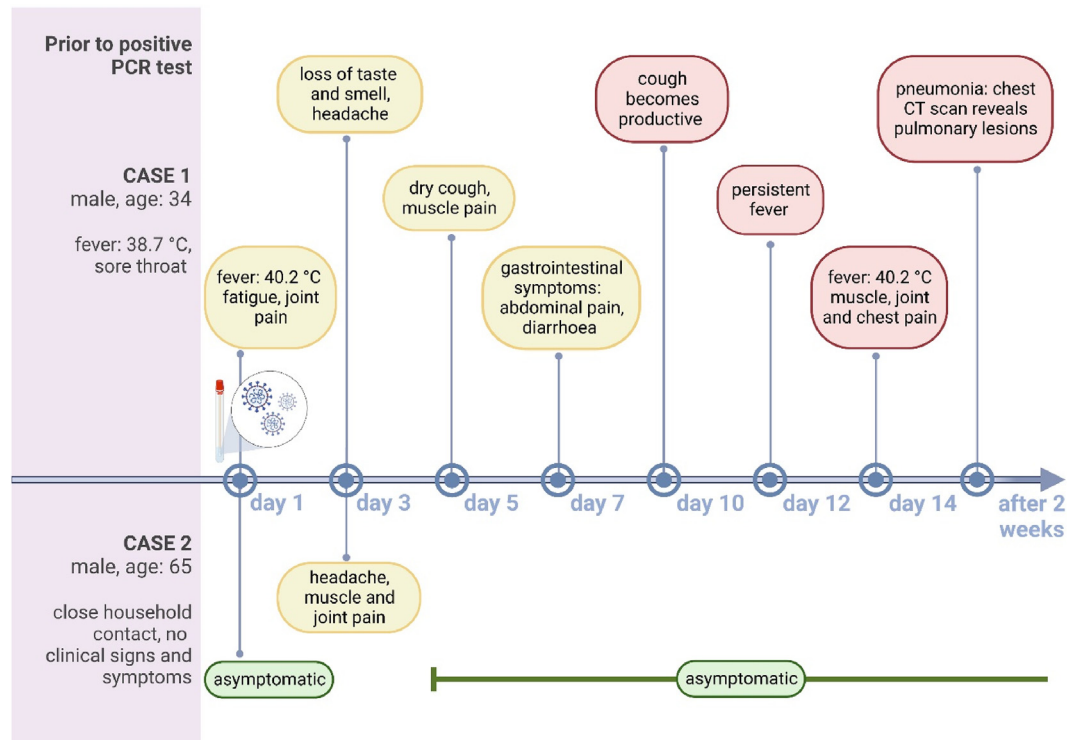 Prior to positive
PCR test
CASE 1
male, age: 34
fever: 38.7 °C,
sore throat
fever: 40.2 °C
fatigue, joint
pain
loss of taste
and smell,
headache
dry cough,
muscle pain
gastrointestinal
symptoms:
abdominal pain,
diarrhoea
cough
becomes
productive
persistent
fever
fever: 40.2 °C
muscle, joint
and chest pain
pneumonia: chest
CT scan reveals
pulmonary lesions
day 1
day 3
day 5
day 7
day 10
day 12
day 14
after 2
weeks
CASE 2
male, age: 65
close household
contact, no
clinical signs and
symptoms
asymptomatic
headache,
muscle and
joint pain
asymptomatic